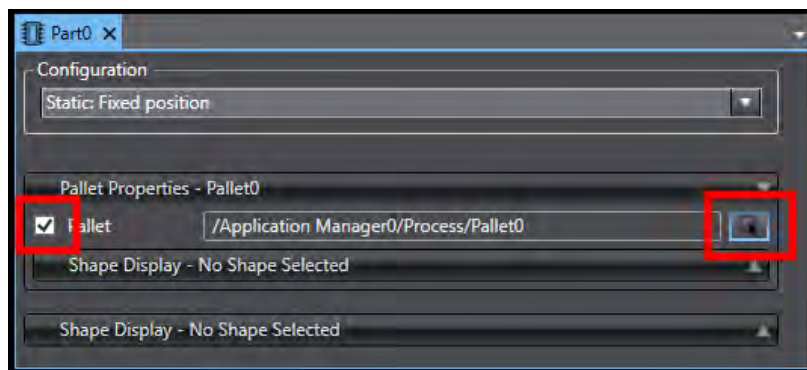 Part0
Configuration
Static: Fixed position
Pallet Properties - Pallet0
Pallet /Application Manager0/Process/Pallet0
Shape Display - No Shape Selected
Shape Display - No Shape Selected